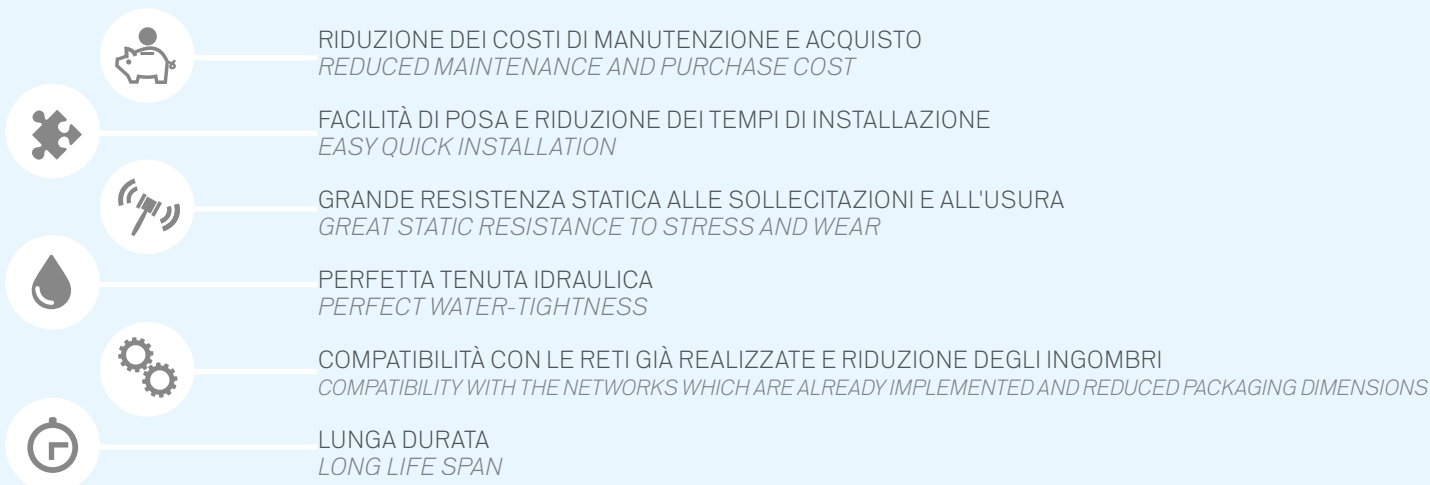 RIDUZIONE DEI COSTI DI MANUTENZIONE E ACQUISTO
REDUCED MAINTENANCE AND PURCHASE COST
FACILITÀ DI POSA E RIDUZIONE DEI TEMPI DI INSTALLAZIONE
EASY QUICK INSTALLATION
GRANDE RESISTENZA STATICA ALLE SOLLECITAZIONI E ALL'USURA
GREAT STATIC RESISTANCE TO STRESS AND WEAR
PERFETTA TENUTA IDRAULICA
PERFECT WATER-TIGHTNESS
COMPATIBILITÀ CON LE RETI GIÀ REALIZZATE E RIDUZIONE DEGLI INGOMBRI
COMPATIBILITY WITH THE NETWORKS WHICH ARE ALREADY IMPLEMENTED AND REDUCED PACKAGING DIMENSIONS
LUNGA DURATA
LONG LIFE SPAN